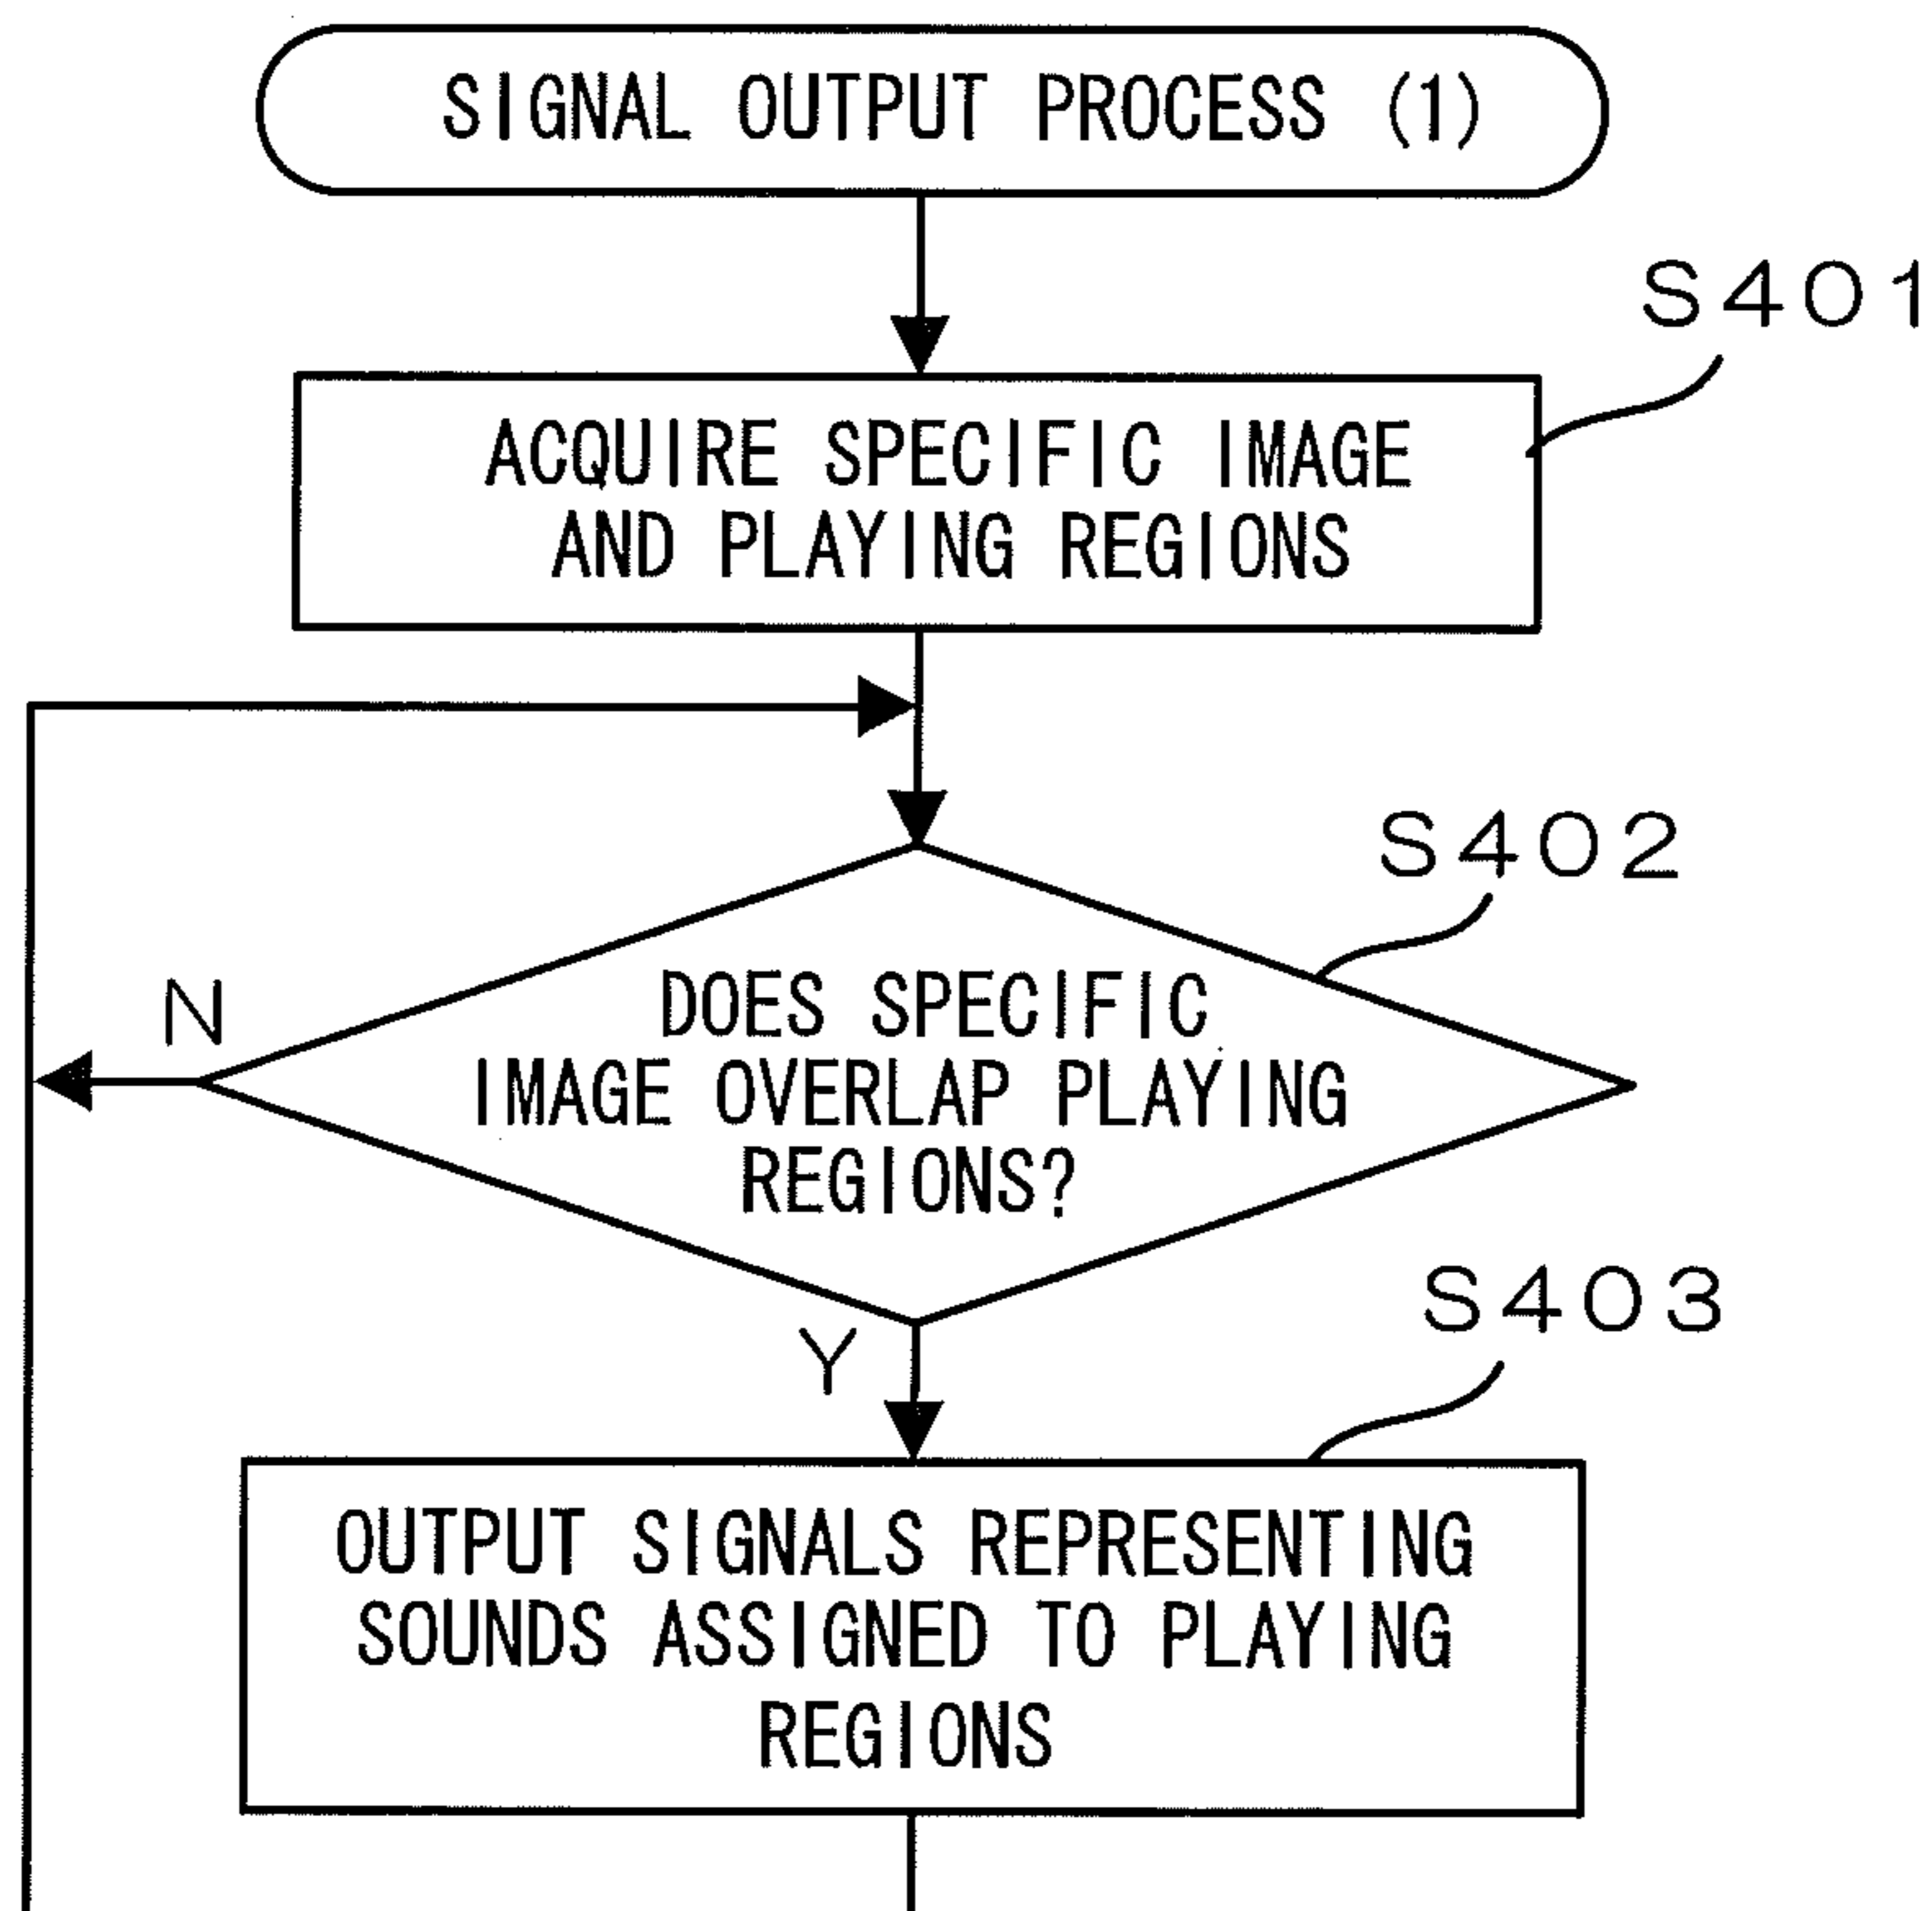 SIGNAL OUTPUT PROCESS (1)
S401
ACQUIRE SPECIFIC IMAGE
AND PLAYING REGIONS
S402
N
DOES SPECIFIC
IMAGE OVERLAP PLAYING
REGIONS?
Y
S403
OUTPUT SIGNALS REPRESENTING
SOUNDS ASSIGNED TO PLAYING
REGIONS